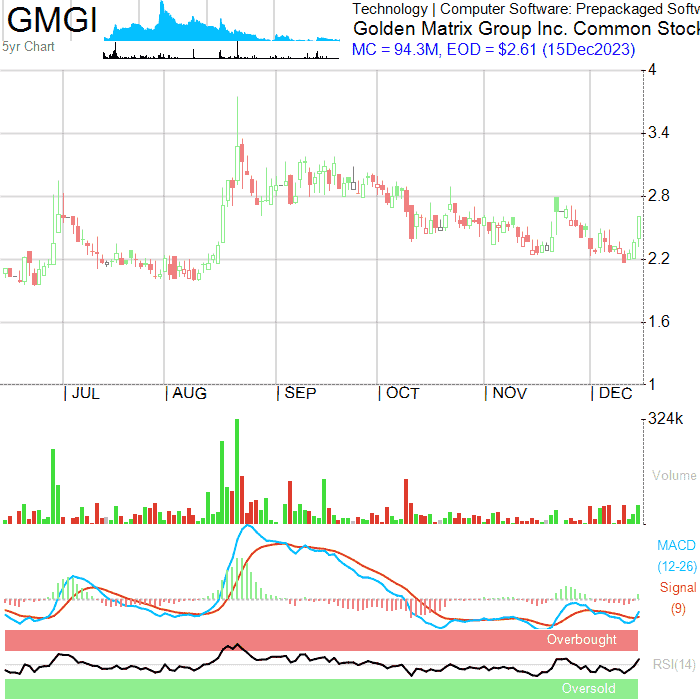 GMGI
5yr Chart
Technology | Computer Software: Prepackaged Softw
Golden Matrix Group Inc. Common Stock
MC = 94.3M, EOD = $2.61 (15Dec2023)
4
3.4
2.8
2.2
1.6
1
| JUL | AUG | SEP | OCT | NOV | DEC
324k
Volume
MACD
(12-26)
Signal
(9)
Overbought
RSI(14)
Oversold